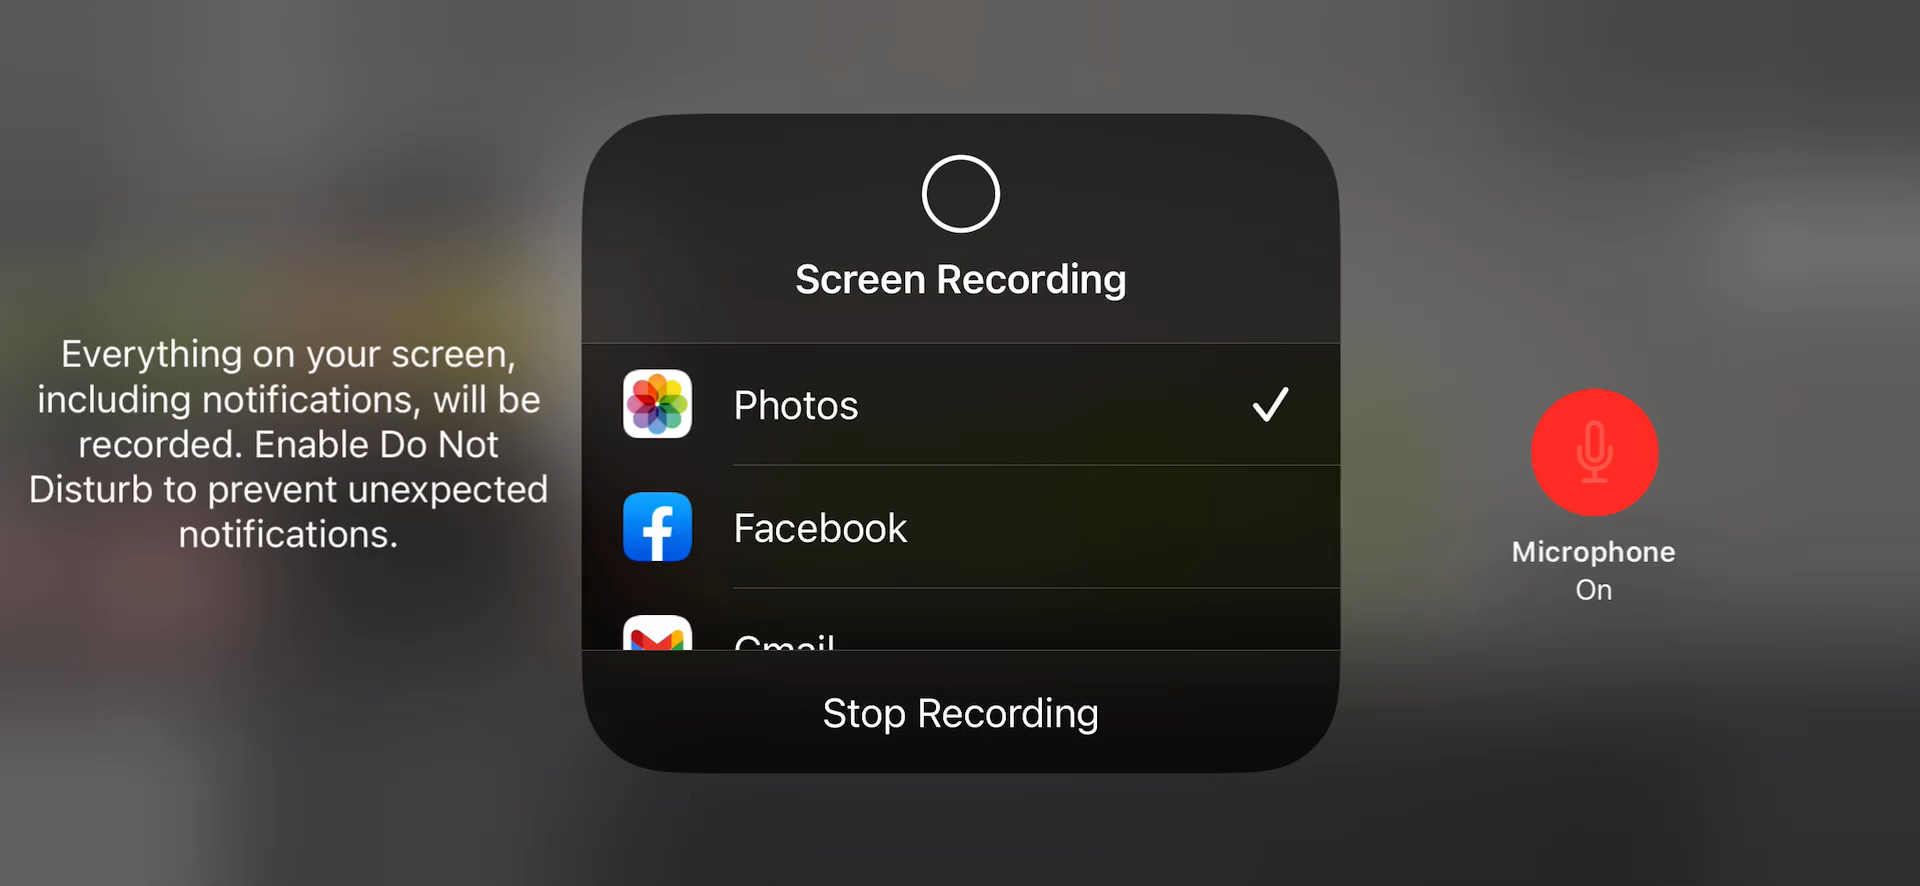 Everything on your screen,
including notifications, will be
recorded. Enable Do Not
Disturb to prevent unexpected
notifications.
Screen Recording
Photos
Facebook
Gmail
Stop Recording
Microphone
On